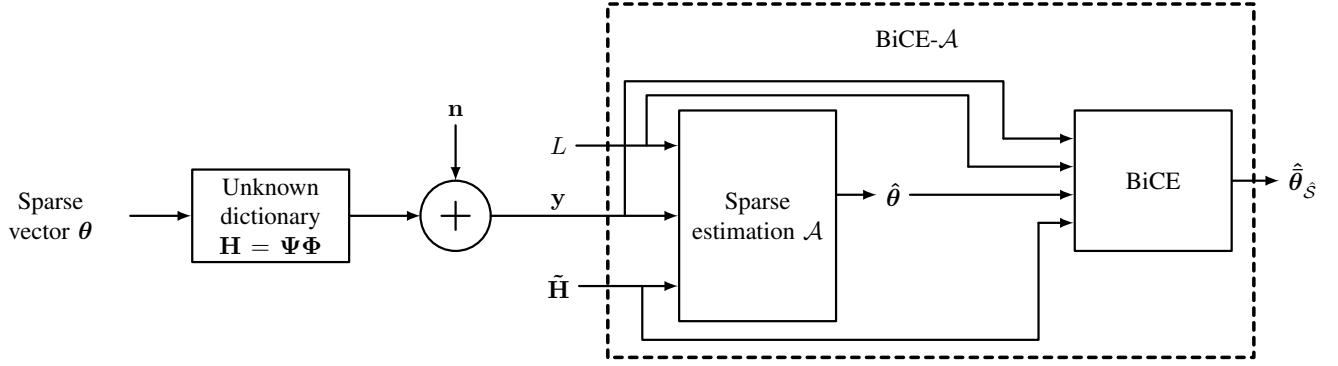 BiCE-𝒜
n
L
Unknown
dictionary
H = ΨΦ
Sparse
vector θ
+
y
Sparse
estimation 𝒜
θ̂
BiCE
θ̄̂_Ŝ
H̃